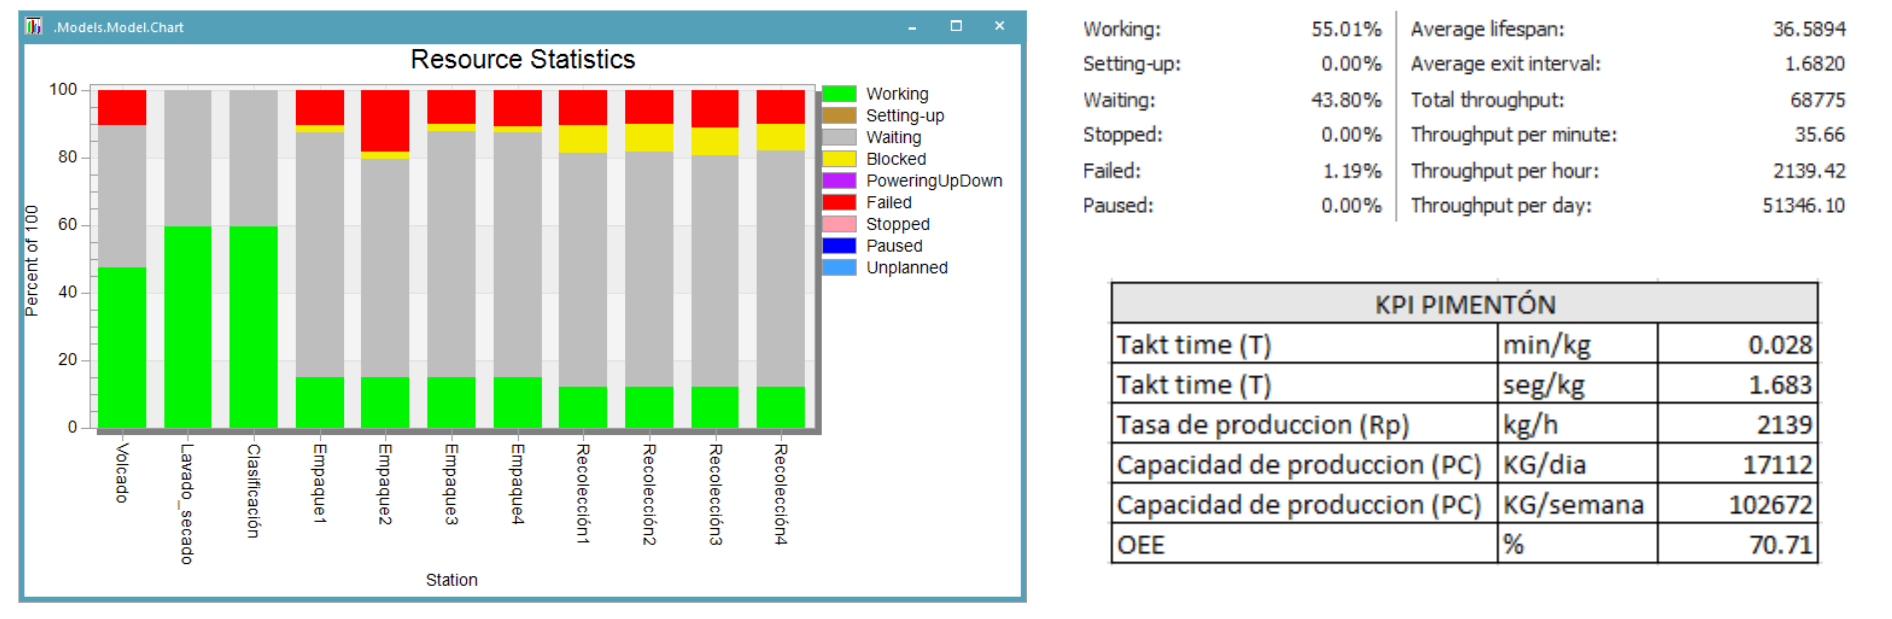 .Models.Model.Chart
Resource Statistics
Percent of 100
100
80
60
40
20
0
Volcado
Lavado_secado
Clasificación
Empaque1
Empaque2
Empaque3
Empaque4
Recolección1
Recolección2
Recolección3
Recolección4
Station
Working
Setting-up
Waiting
Blocked
PoweringUpDown
Failed
Stopped
Paused
Unplanned
Working: 55.01% Average lifespan: 36.5894
Setting-up: 0.00% Average exit interval: 1.6820
Waiting: 43.80% Total throughput: 68775
Stopped: 0.00% Throughput per minute: 35.66
Failed: 1.19% Throughput per hour: 2139.42
Paused: 0.00% Throughput per day: 51346.10
KPI PIMENTÓN
Takt time (T) min/kg 0.028
Takt time (T) seg/kg 1.683
Tasa de produccion (Rp) kg/h 2139
Capacidad de produccion (PC) KG/dia 17112
Capacidad de produccion (PC) KG/semana 102672
OEE % 70.71